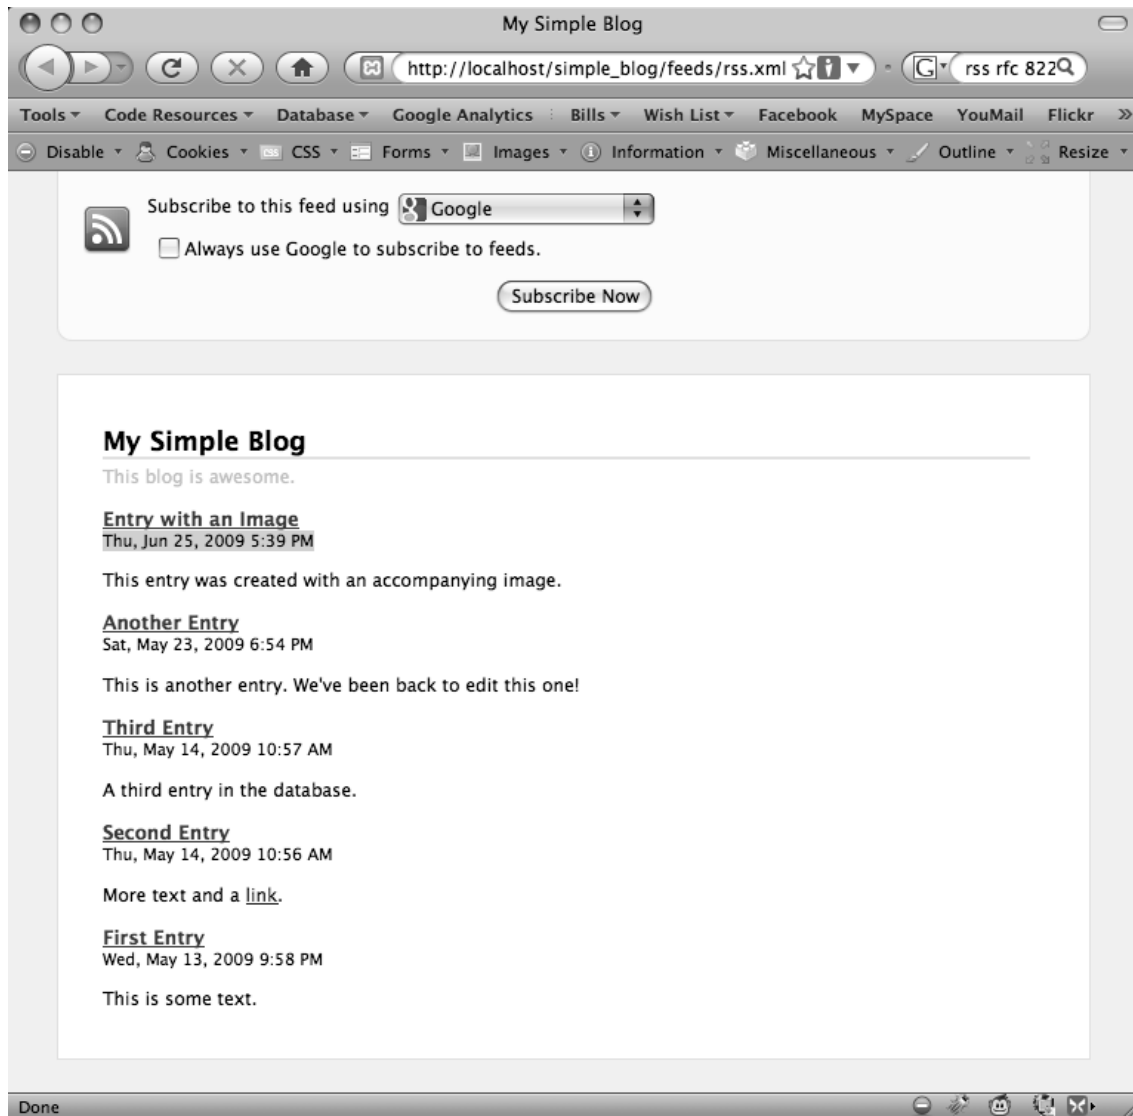 My Simple Blog
http://localhost/simple_blog/feeds/rss.xml G rss rfc 822
Tools Code Resources Database Google Analytics Bills Wish List Facebook MySpace YouMail Flickr »
Disable Cookies CSS CSS Forms Images Information Miscellaneous Outline Resize
Subscribe to this feed using Google
Always use Google to subscribe to feeds.
Subscribe Now
My Simple Blog
This blog is awesome.
Entry with an Image
Thu, Jun 25, 2009 5:39 PM
This entry was created with an accompanying image.
Another Entry
Sat, May 23, 2009 6:54 PM
This is another entry. We've been back to edit this one!
Third Entry
Thu, May 14, 2009 10:57 AM
A third entry in the database.
Second Entry
Thu, May 14, 2009 10:56 AM
More text and a link.
First Entry
Wed, May 13, 2009 9:58 PM
This is some text.
Done